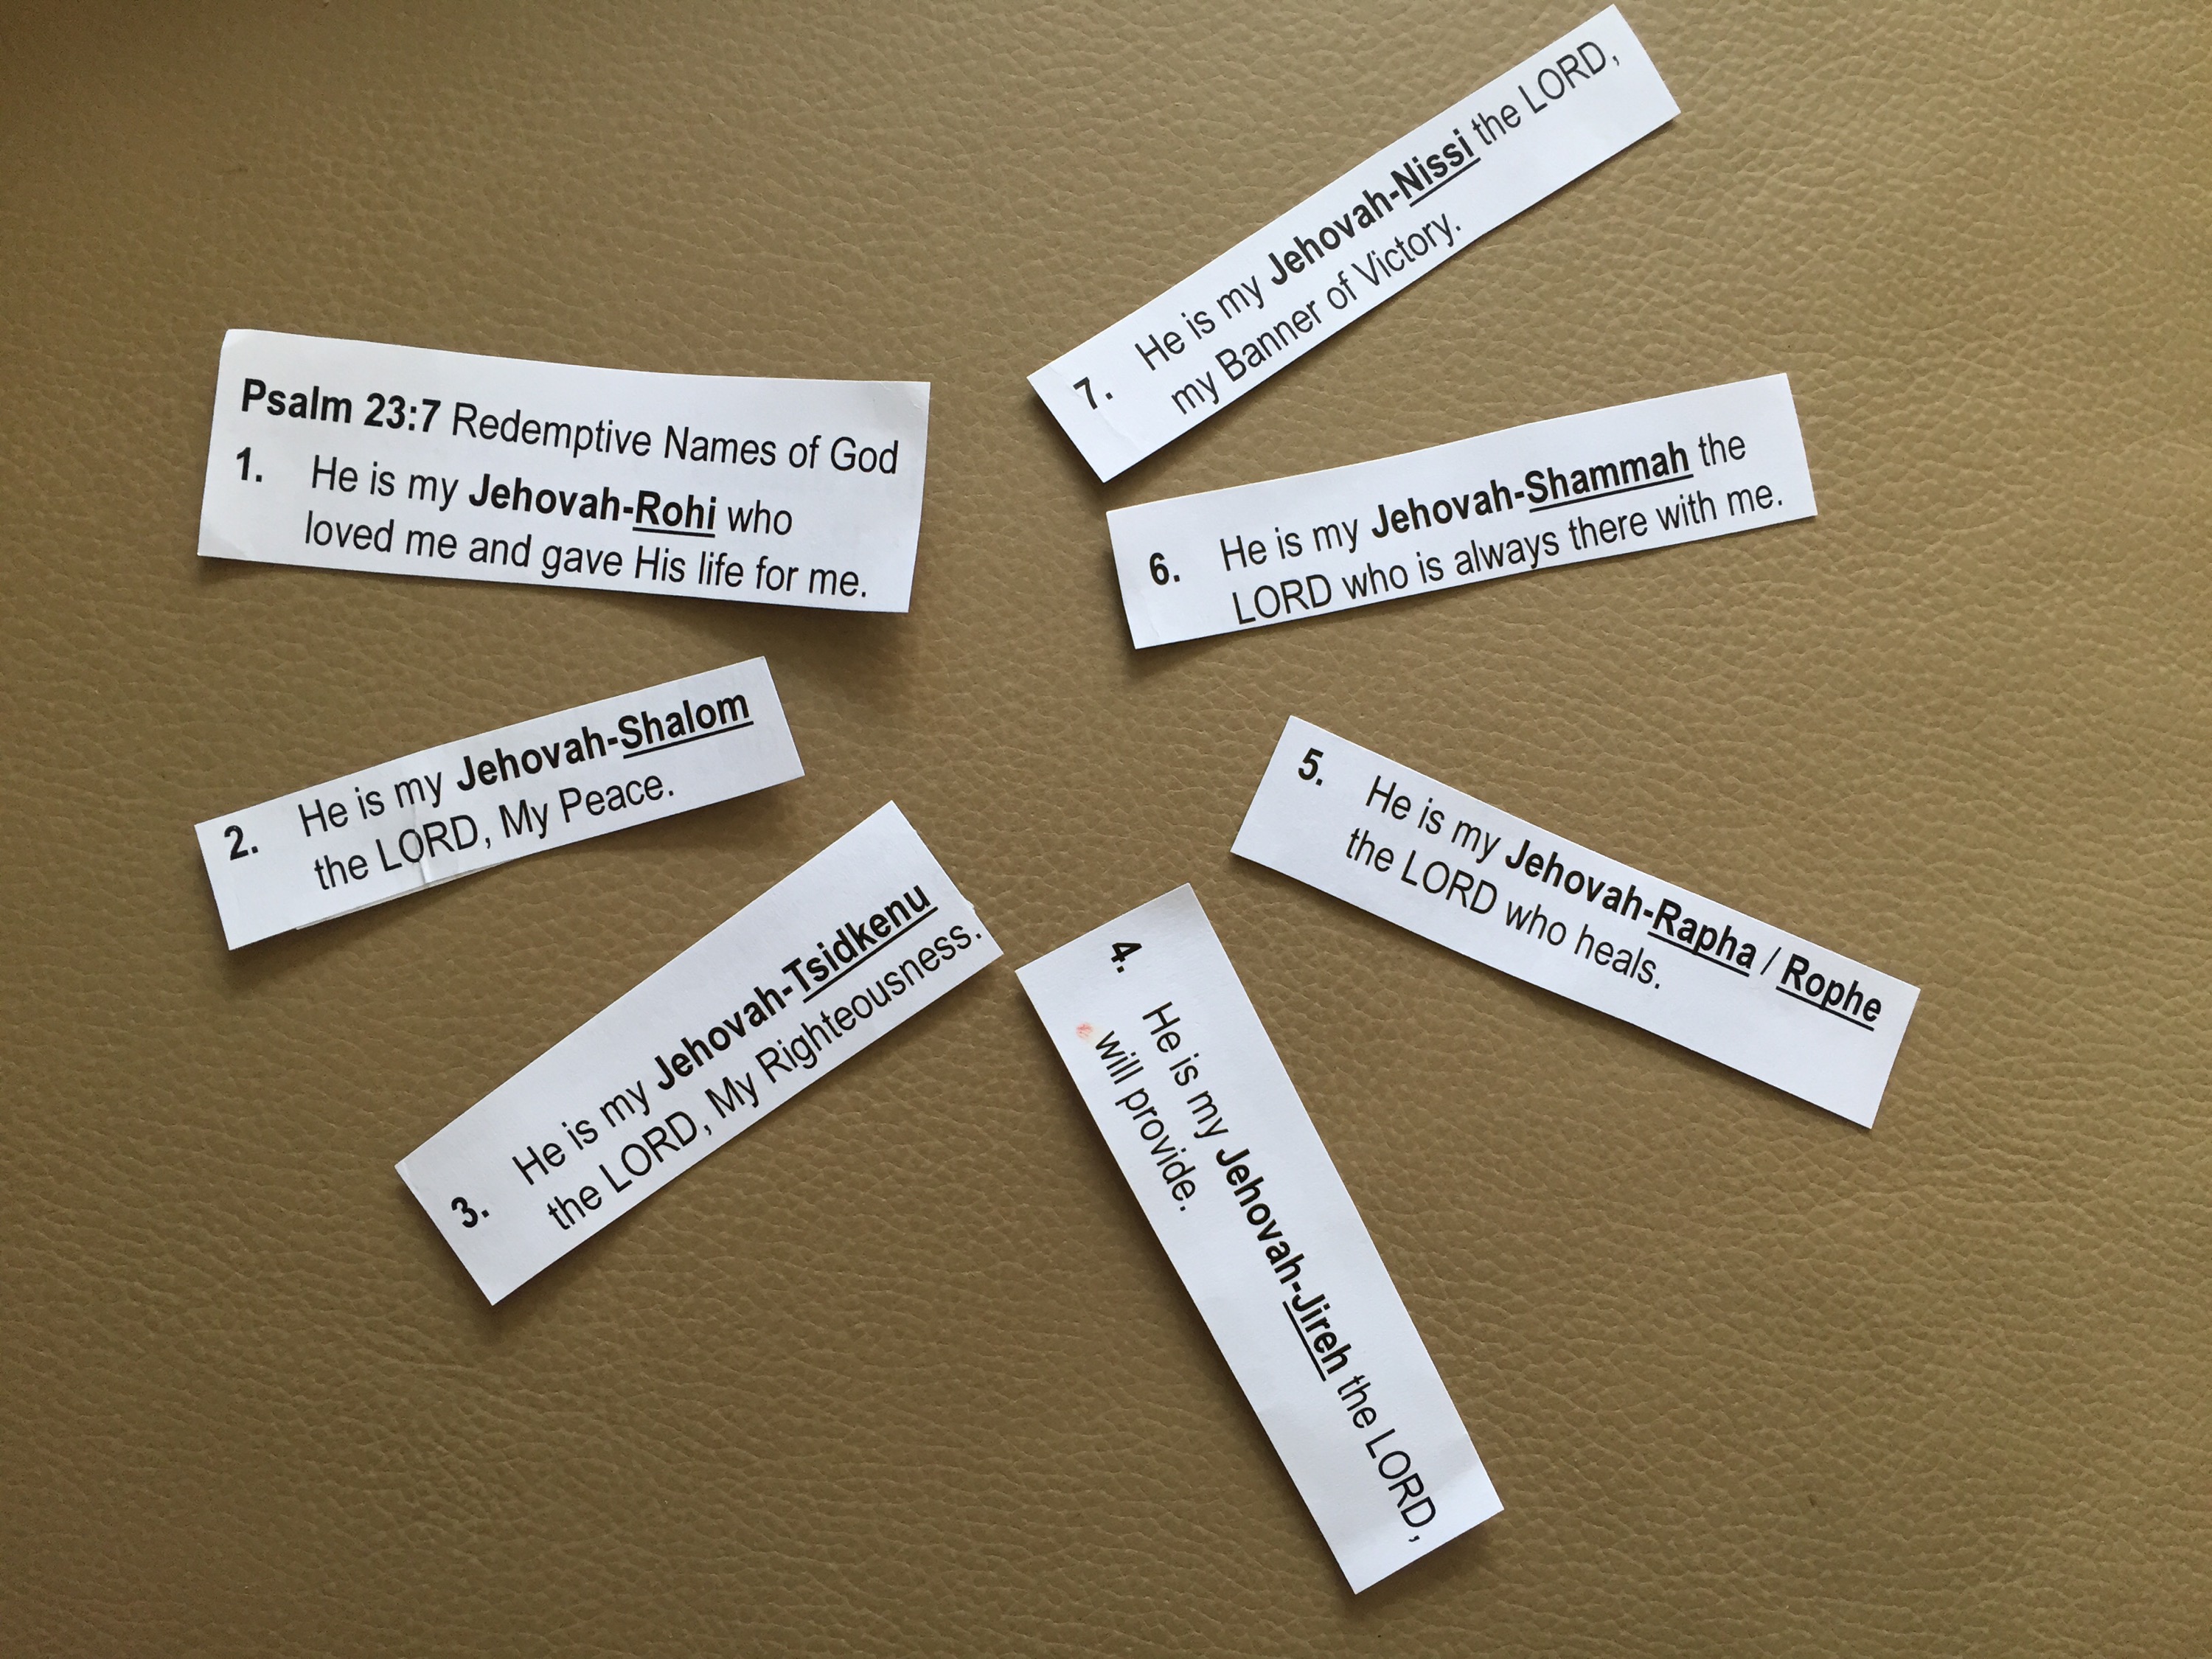 Psalm 23:7 Redemptive Names of God
1. He is my Jehovah-Rohi who
loved me and gave His life for me.
2. He is my Jehovah-Shalom
the LORD, My Peace.
3. He is my Jehovah-Tsidkenu
the LORD, My Righteousness.
4. He is my Jehovah-Jireh the LORD,
will provide.
5. He is my Jehovah-Rapha / Rophe
the LORD who heals.
6. He is my Jehovah-Shammah the
LORD who is always there with me.
7. He is my Jehovah-Nissi the LORD,
my Banner of Victory.